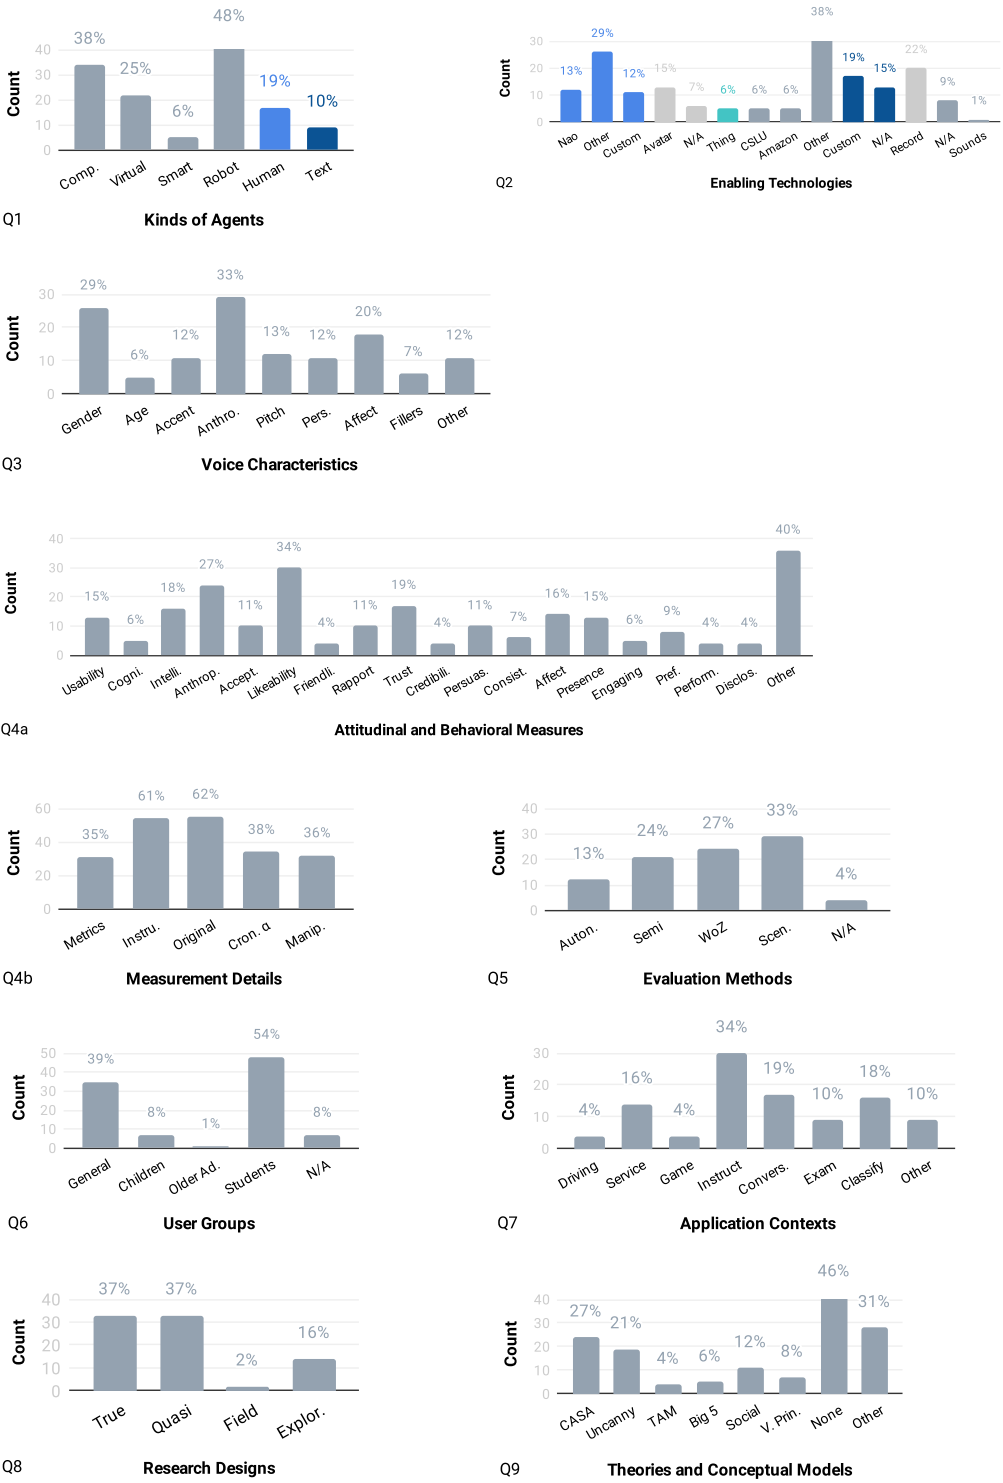 48%
38%
25%
6%
19%
10%
40
30
20
10
0
Count
Comp.
Virtual
Smart
Robot
Human
Text
Q1
Kinds of Agents
38%
29%
13%
12%
15%
7%
6%
6%
6%
19%
15%
22%
9%
1%
30
20
10
0
Count
Nao
Other
Custom
Avatar
N/A
Thing
CSLU
Amazon
Other
Custom
N/A
Record
N/A
Sounds
Q2
Enabling Technologies
29%
6%
12%
33%
13%
12%
20%
7%
12%
30
20
10
0
Count
Gender
Age
Accent
Anthro.
Pitch
Pers.
Affect
Fillers
Other
Q3
Voice Characteristics
15%
6%
18%
27%
11%
34%
4%
11%
19%
4%
11%
7%
16%
15%
6%
9%
4%
4%
40%
40
30
20
10
0
Count
Usability
Cogni.
Intelli.
Anthrop.
Accept.
Likeability
Friendli.
Rapport
Trust
Credibili.
Persuas.
Consist.
Affect
Presence
Engaging
Pref.
Perform.
Disclos.
Other
Q4a
Attitudinal and Behavioral Measures
35%
61%
62%
38%
36%
60
40
20
0
Count
Metrics
Instru.
Original
Cron. α
Manip.
Q4b
Measurement Details
13%
24%
27%
33%
4%
40
30
20
10
0
Count
Auton.
Semi
WoZ
Scen.
N/A
Q5
Evaluation Methods
39%
8%
1%
54%
8%
50
40
30
20
10
0
Count
General
Children
Older Ad.
Students
N/A
Q6
User Groups
4%
16%
4%
34%
19%
10%
18%
10%
30
20
10
0
Count
Driving
Service
Game
Instruct
Convers.
Exam
Classify
Other
Q7
Application Contexts
37%
37%
2%
16%
40
30
20
10
0
Count
True
Quasi
Field
Explor.
Q8
Research Designs
27%
21%
4%
6%
12%
8%
46%
31%
40
30
20
10
0
Count
CASA
Uncanny
TAM
Big 5
Social
V. Prin.
None
Other
Q9
Theories and Conceptual Models